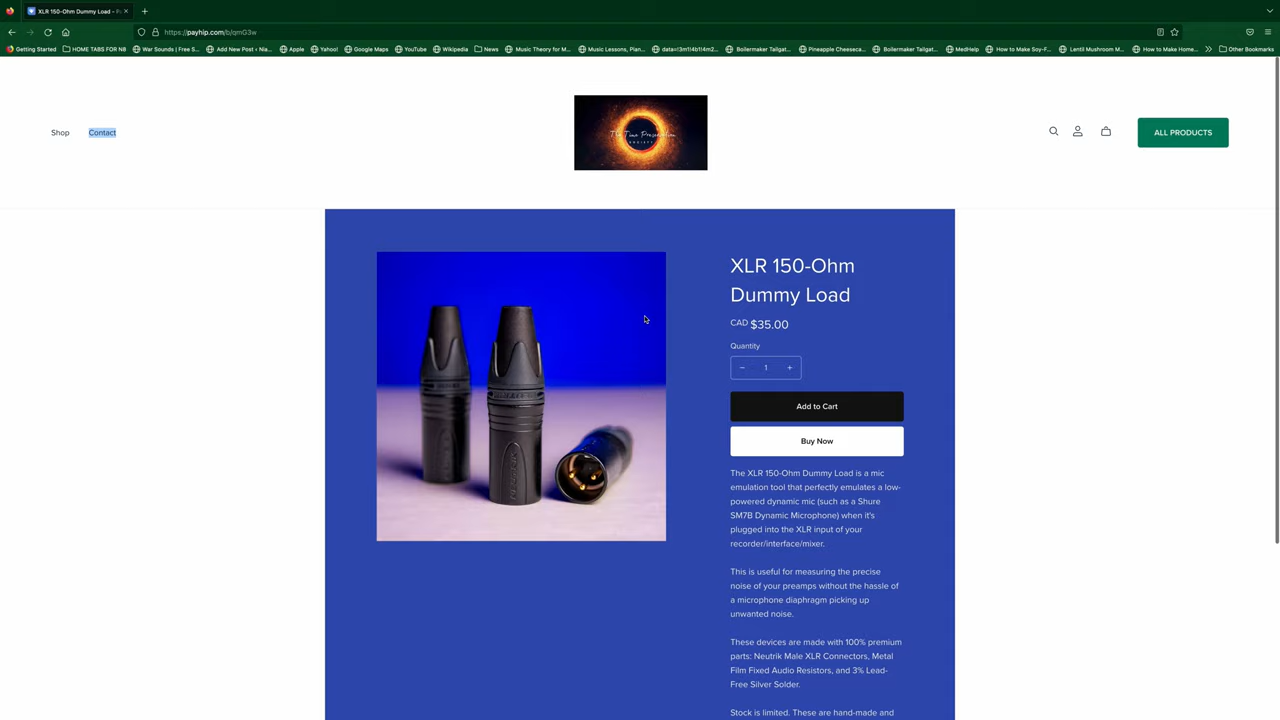 XLR 150-Ohm Dummy Load - P
https://payhip.com/b/qmG3w
Getting Started
HOME TABS FOR NB
War Sounds | Free S...
Add New Post ‹ Nia...
Apple
Yahoo!
Google Maps
YouTube
Wikipedia
News
Music Theory for M...
Music Lessons, Plan...
data=!3m1!4b1!4m2...
Boilermaker Tailgat...
Pineapple Cheeseca...
Boilermaker Tailgat...
MedHelp
How to Make Soy-F...
Lentil Mushroom M...
How to Make Home...
Other Bookmarks
Shop
Contact
The Time Preservation
SOCIETY
ALL PRODUCTS
XLR 150-Ohm
Dummy Load
CAD $35.00
Quantity
− 1 +
Add to Cart
Buy Now
The XLR 150-Ohm Dummy Load is a mic
emulation tool that perfectly emulates a low-
powered dynamic mic (such as a Shure
SM7B Dynamic Microphone) when it's
plugged into the XLR input of your
recorder/interface/mixer.
This is useful for measuring the precise
noise of your preamps without the hassle of
a microphone diaphragm picking up
unwanted noise.
These devices are made with 100% premium
parts: Neutrik Male XLR Connectors, Metal
Film Fixed Audio Resistors, and 3% Lead-
Free Silver Solder.
Stock is limited. These are hand-made and